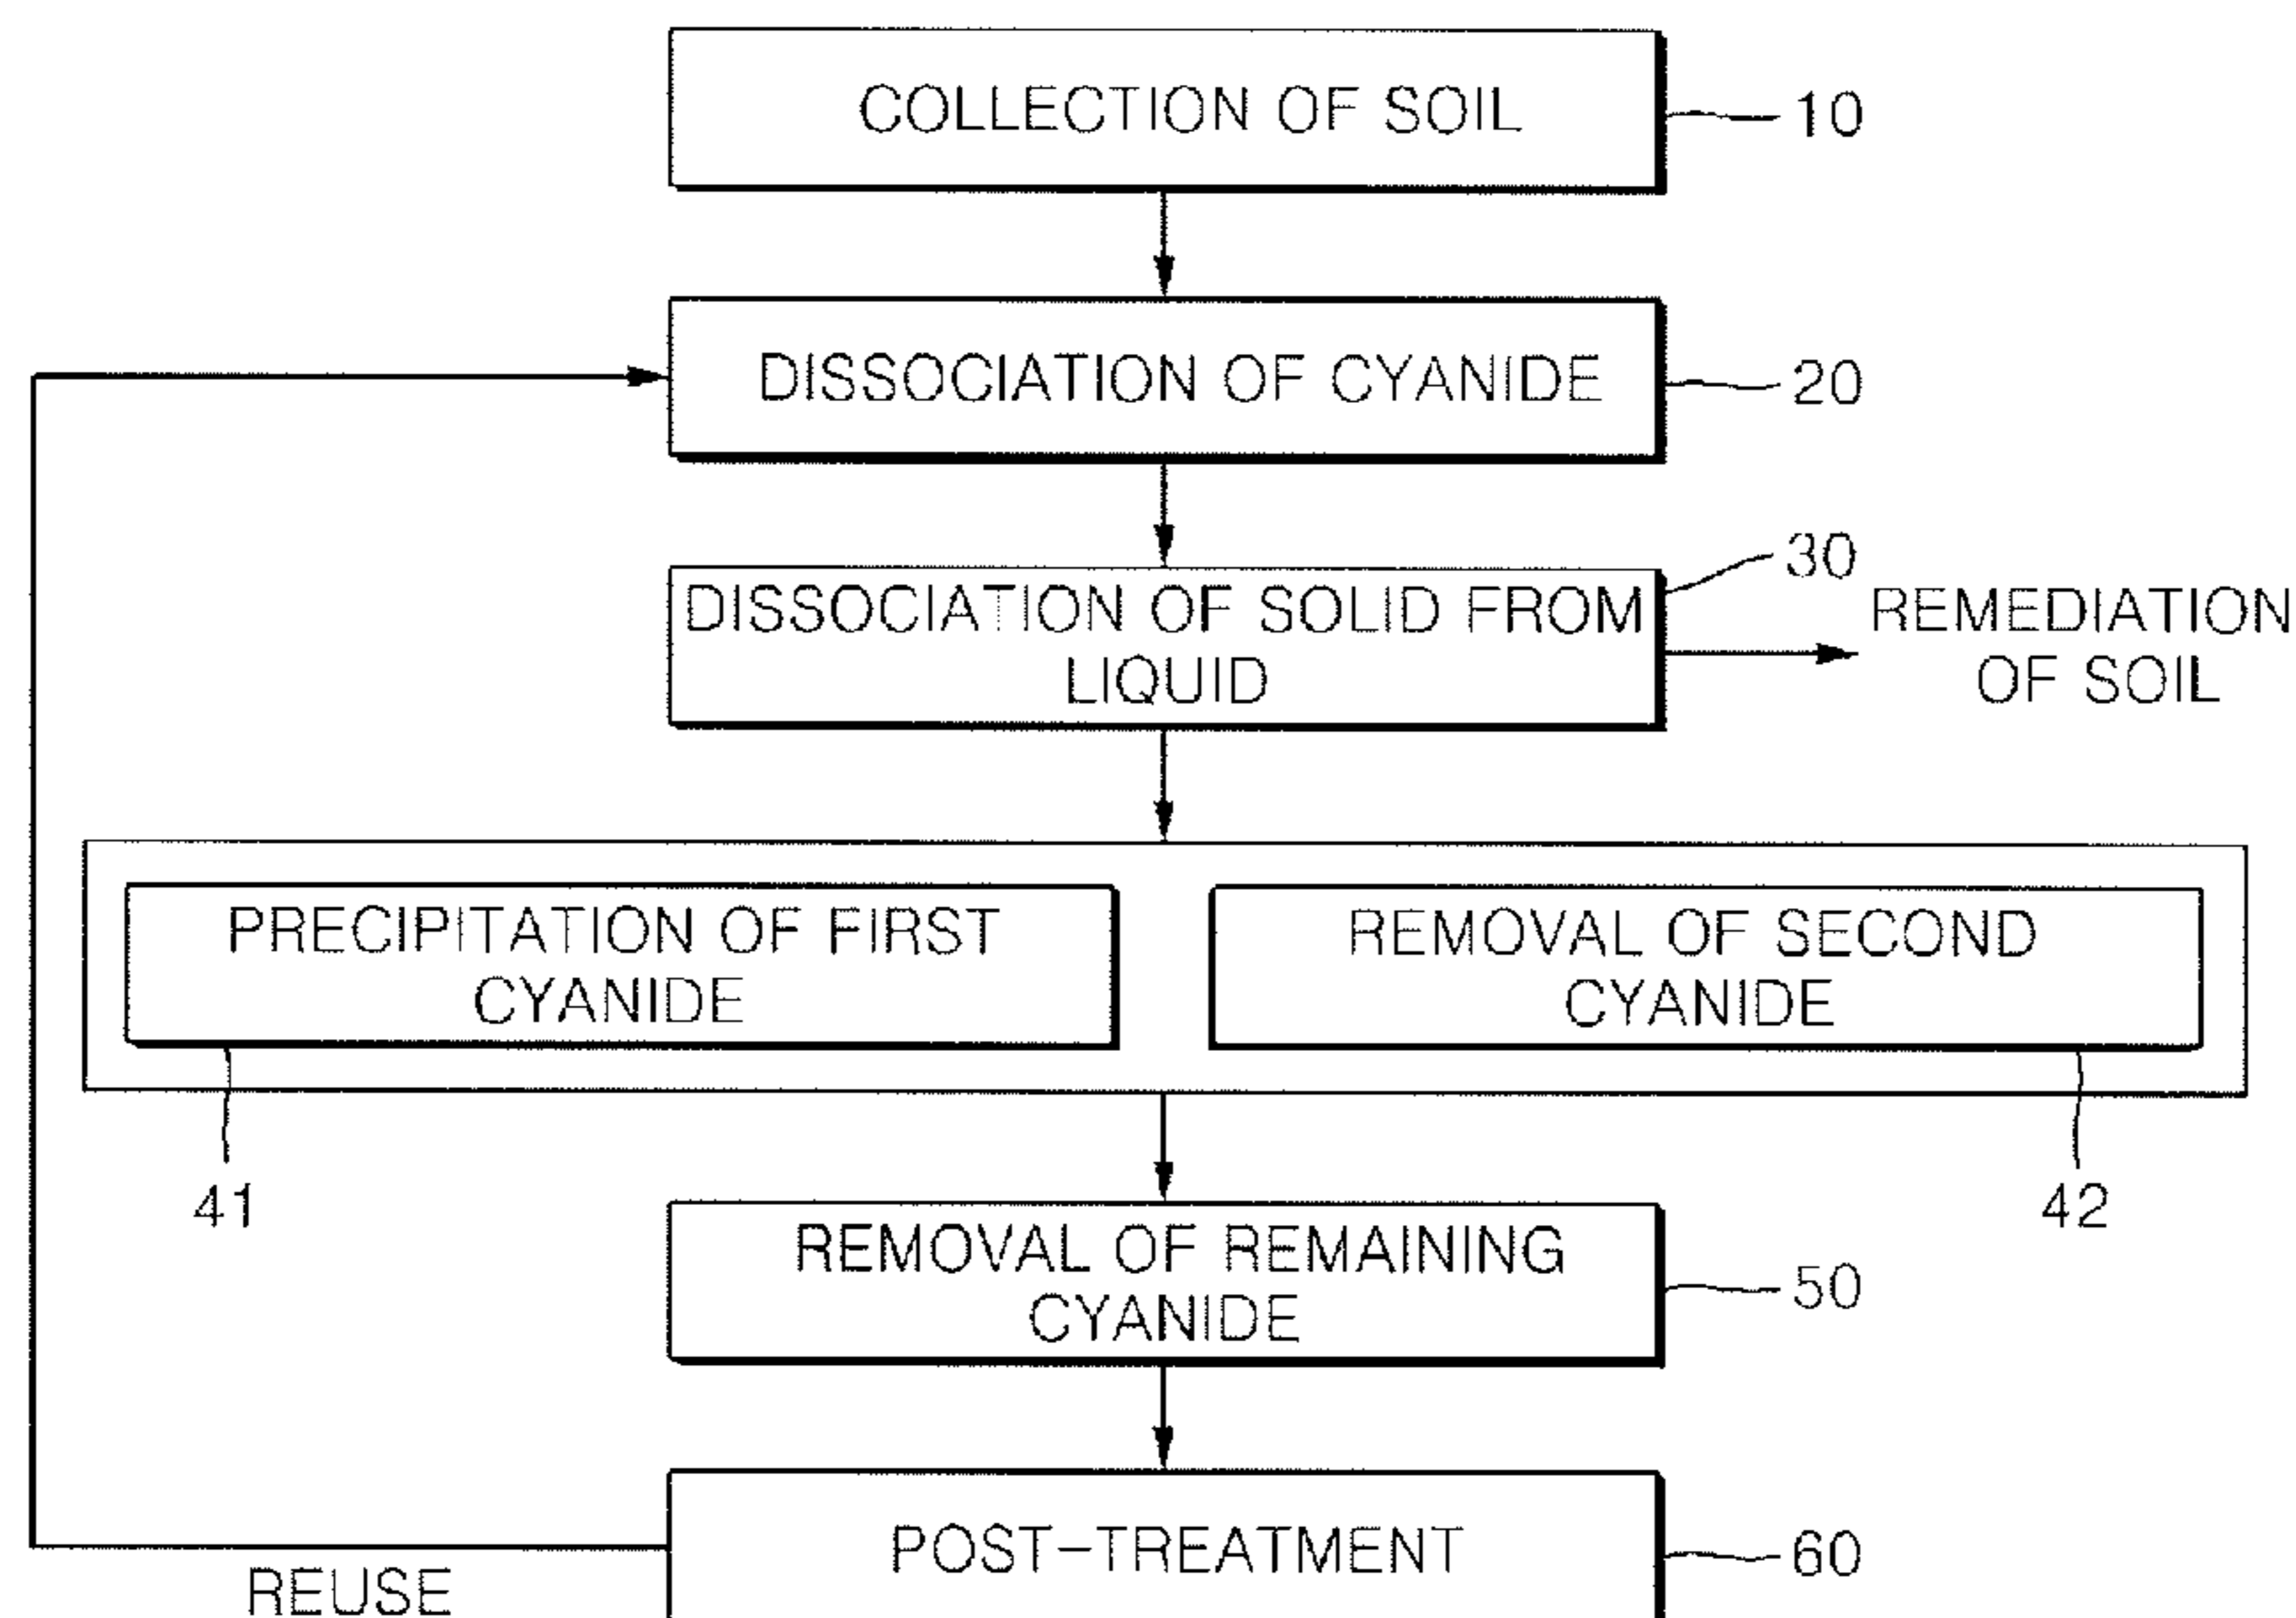 COLLECTION OF SOIL
10
DISSOCIATION OF CYANIDE
20
DISSOCIATION OF SOLID FROM
LIQUID
30
REMEDIATION
OF SOIL
PRECIPITATION OF FIRST
CYANIDE
REMOVAL OF SECOND
CYANIDE
41
42
REMOVAL OF REMAINING
CYANIDE
50
POST-TREATMENT
60
REUSE